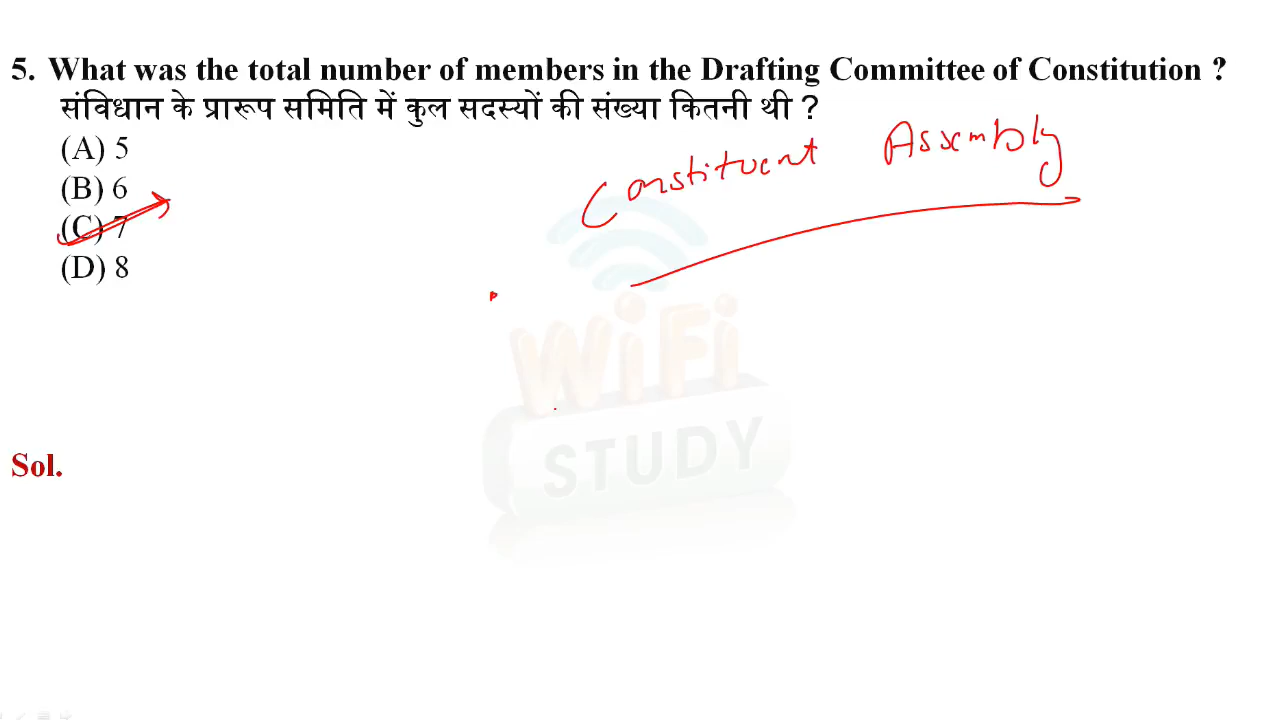 5. What was the total number of members in the Drafting Committee of Constitution ?
संविधान के प्रारूप समिति में कुल सदस्यों की संख्या कितनी थी ?
(A) 5
(B) 6
(C) 7
(D) 8
Constituent Assembly
WiFi
STUDY
Sol.